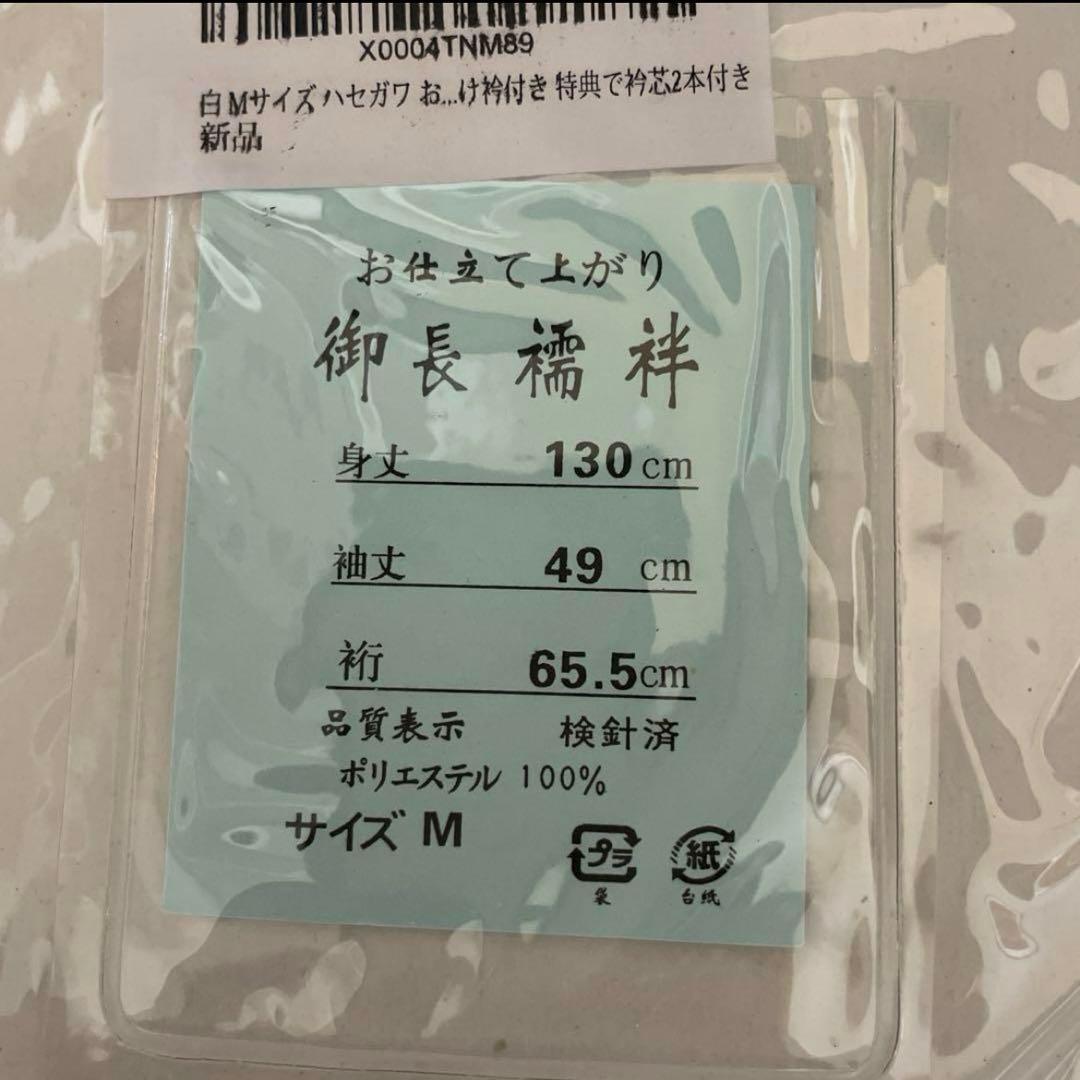 X0004TNM89
白 Mサイズ ハセガワ お...け衿付き 特典で衿芯2本付き
新品
お仕立て上がり
御長襦袢
身丈 130 cm
袖丈 49 cm
裄 65.5cm
品質表示 検針済
ポリエステル 100%
サイズ M
プラ 紙
袋 台紙